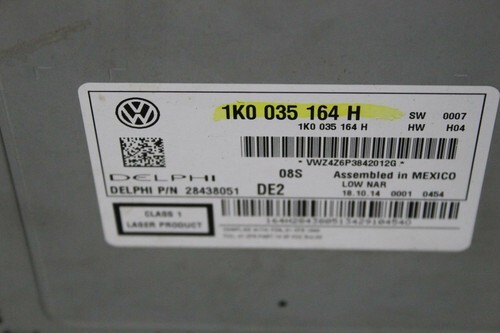 1K0 035 164 H SW 0007
1K0 035 164 H HW H04
- VWZ4Z6P3842012G -
DELPHI 08S Assembled in MEXICO
DELPHI P/N 28438051 DE2 LOW NAR
18.10.14 0001 0454
CLASS 1
LASER PRODUCT